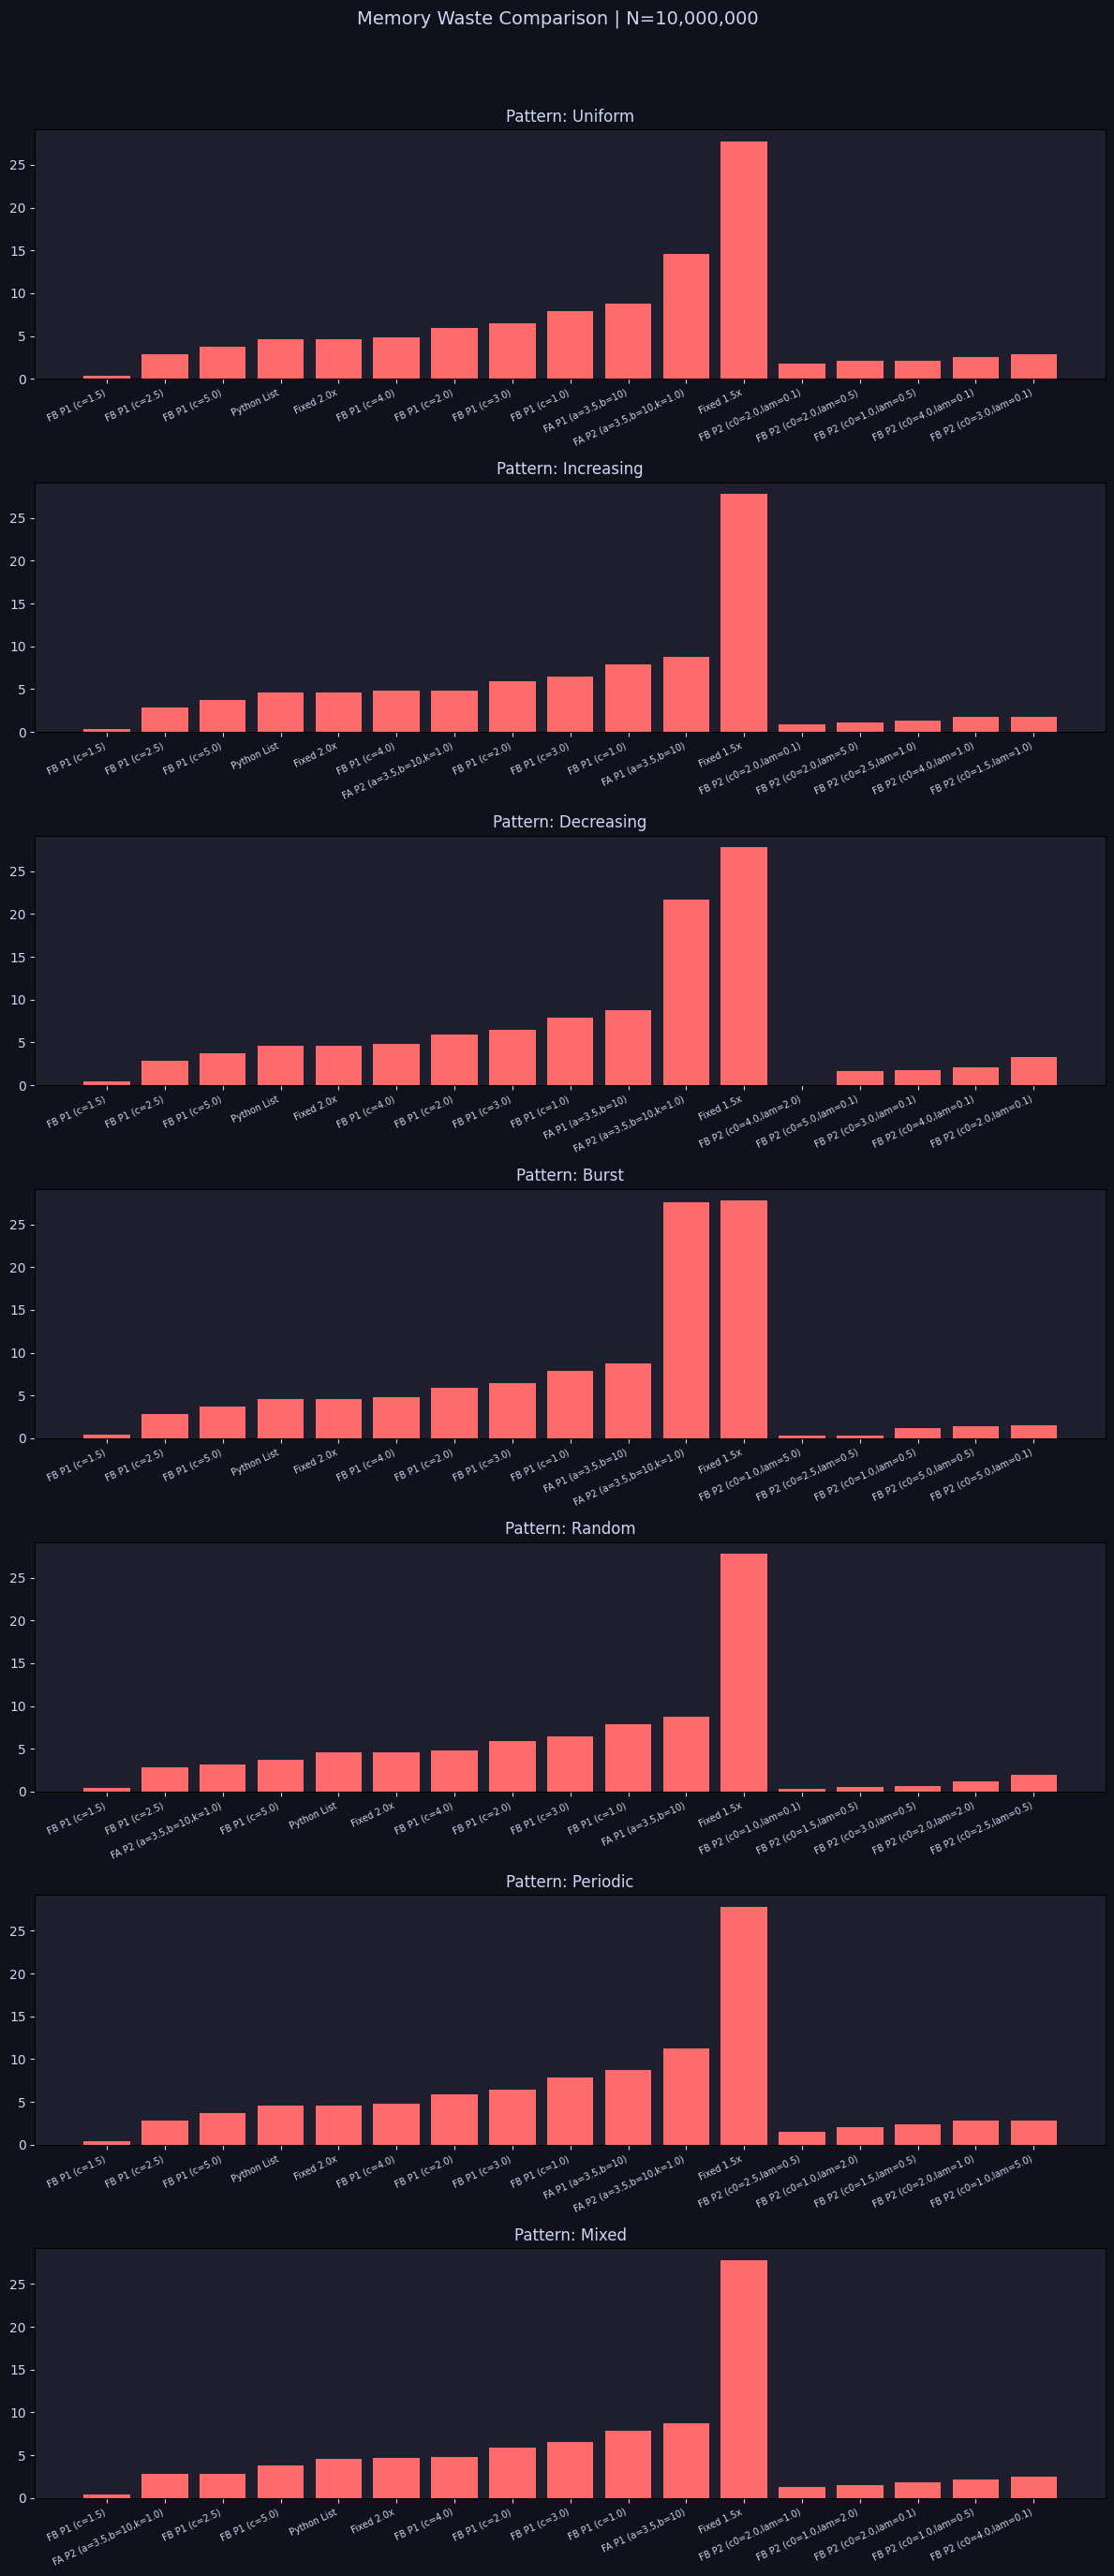 Memory Waste Comparison | N=10,000,000
Pattern: Uniform
25
20
15
10
5
0
FB P1 (c=1.5)
FB P1 (c=2.5)
FB P1 (c=5.0)
Python List
Fixed 2.0x
FB P1 (c=4.0)
FB P1 (c=2.0)
FB P1 (c=3.0)
FB P1 (c=1.0)
FA P1 (a=3.5,b=10)
FA P2 (a=3.5,b=10,k=1.0)
Fixed 1.5x
FB P2 (c0=2.0,lam=0.1)
FB P2 (c0=2.0,lam=0.5)
FB P2 (c0=1.0,lam=0.5)
FB P2 (c0=4.0,lam=0.1)
FB P2 (c0=3.0,lam=0.1)
Pattern: Increasing
25
20
15
10
5
0
FB P1 (c=1.5)
FB P1 (c=2.5)
FB P1 (c=5.0)
Python List
Fixed 2.0x
FB P1 (c=4.0)
FA P2 (a=3.5,b=10,k=1.0)
FB P1 (c=2.0)
FB P1 (c=3.0)
FB P1 (c=1.0)
FA P1 (a=3.5,b=10)
Fixed 1.5x
FB P2 (c0=2.0,lam=0.1)
FB P2 (c0=2.0,lam=5.0)
FB P2 (c0=2.5,lam=1.0)
FB P2 (c0=4.0,lam=1.0)
FB P2 (c0=1.5,lam=1.0)
Pattern: Decreasing
25
20
15
10
5
0
FB P1 (c=1.5)
FB P1 (c=2.5)
FB P1 (c=5.0)
Python List
Fixed 2.0x
FB P1 (c=4.0)
FB P1 (c=2.0)
FB P1 (c=3.0)
FB P1 (c=1.0)
FA P1 (a=3.5,b=10)
FA P2 (a=3.5,b=10,k=1.0)
Fixed 1.5x
FB P2 (c0=4.0,lam=2.0)
FB P2 (c0=5.0,lam=0.1)
FB P2 (c0=3.0,lam=0.1)
FB P2 (c0=4.0,lam=0.1)
FB P2 (c0=2.0,lam=0.1)
Pattern: Burst
25
20
15
10
5
0
FB P1 (c=1.5)
FB P1 (c=2.5)
FB P1 (c=5.0)
Python List
Fixed 2.0x
FB P1 (c=4.0)
FB P1 (c=2.0)
FB P1 (c=3.0)
FB P1 (c=1.0)
FA P1 (a=3.5,b=10)
FA P2 (a=3.5,b=10,k=1.0)
Fixed 1.5x
FB P2 (c0=1.0,lam=5.0)
FB P2 (c0=2.5,lam=0.5)
FB P2 (c0=1.0,lam=0.5)
FB P2 (c0=5.0,lam=0.5)
FB P2 (c0=5.0,lam=0.1)
Pattern: Random
25
20
15
10
5
0
FB P1 (c=1.5)
FB P1 (c=2.5)
FA P2 (a=3.5,b=10,k=1.0)
FB P1 (c=5.0)
Python List
Fixed 2.0x
FB P1 (c=4.0)
FB P1 (c=2.0)
FB P1 (c=3.0)
FB P1 (c=1.0)
FA P1 (a=3.5,b=10)
Fixed 1.5x
FB P2 (c0=1.0,lam=0.1)
FB P2 (c0=1.5,lam=0.5)
FB P2 (c0=3.0,lam=0.5)
FB P2 (c0=2.0,lam=2.0)
FB P2 (c0=2.5,lam=0.5)
Pattern: Periodic
25
20
15
10
5
0
FB P1 (c=1.5)
FB P1 (c=2.5)
FB P1 (c=5.0)
Python List
Fixed 2.0x
FB P1 (c=4.0)
FB P1 (c=2.0)
FB P1 (c=3.0)
FB P1 (c=1.0)
FA P1 (a=3.5,b=10)
FA P2 (a=3.5,b=10,k=1.0)
Fixed 1.5x
FB P2 (c0=2.5,lam=0.5)
FB P2 (c0=1.0,lam=2.0)
FB P2 (c0=1.5,lam=0.5)
FB P2 (c0=2.0,lam=1.0)
FB P2 (c0=1.0,lam=5.0)
Pattern: Mixed
25
20
15
10
5
0
FB P1 (c=1.5)
FA P2 (a=3.5,b=10,k=1.0)
FB P1 (c=2.5)
FB P1 (c=5.0)
Python List
Fixed 2.0x
FB P1 (c=4.0)
FB P1 (c=2.0)
FB P1 (c=3.0)
FB P1 (c=1.0)
FA P1 (a=3.5,b=10)
Fixed 1.5x
FB P2 (c0=2.0,lam=1.0)
FB P2 (c0=1.0,lam=2.0)
FB P2 (c0=2.0,lam=0.1)
FB P2 (c0=1.0,lam=0.5)
FB P2 (c0=4.0,lam=0.1)